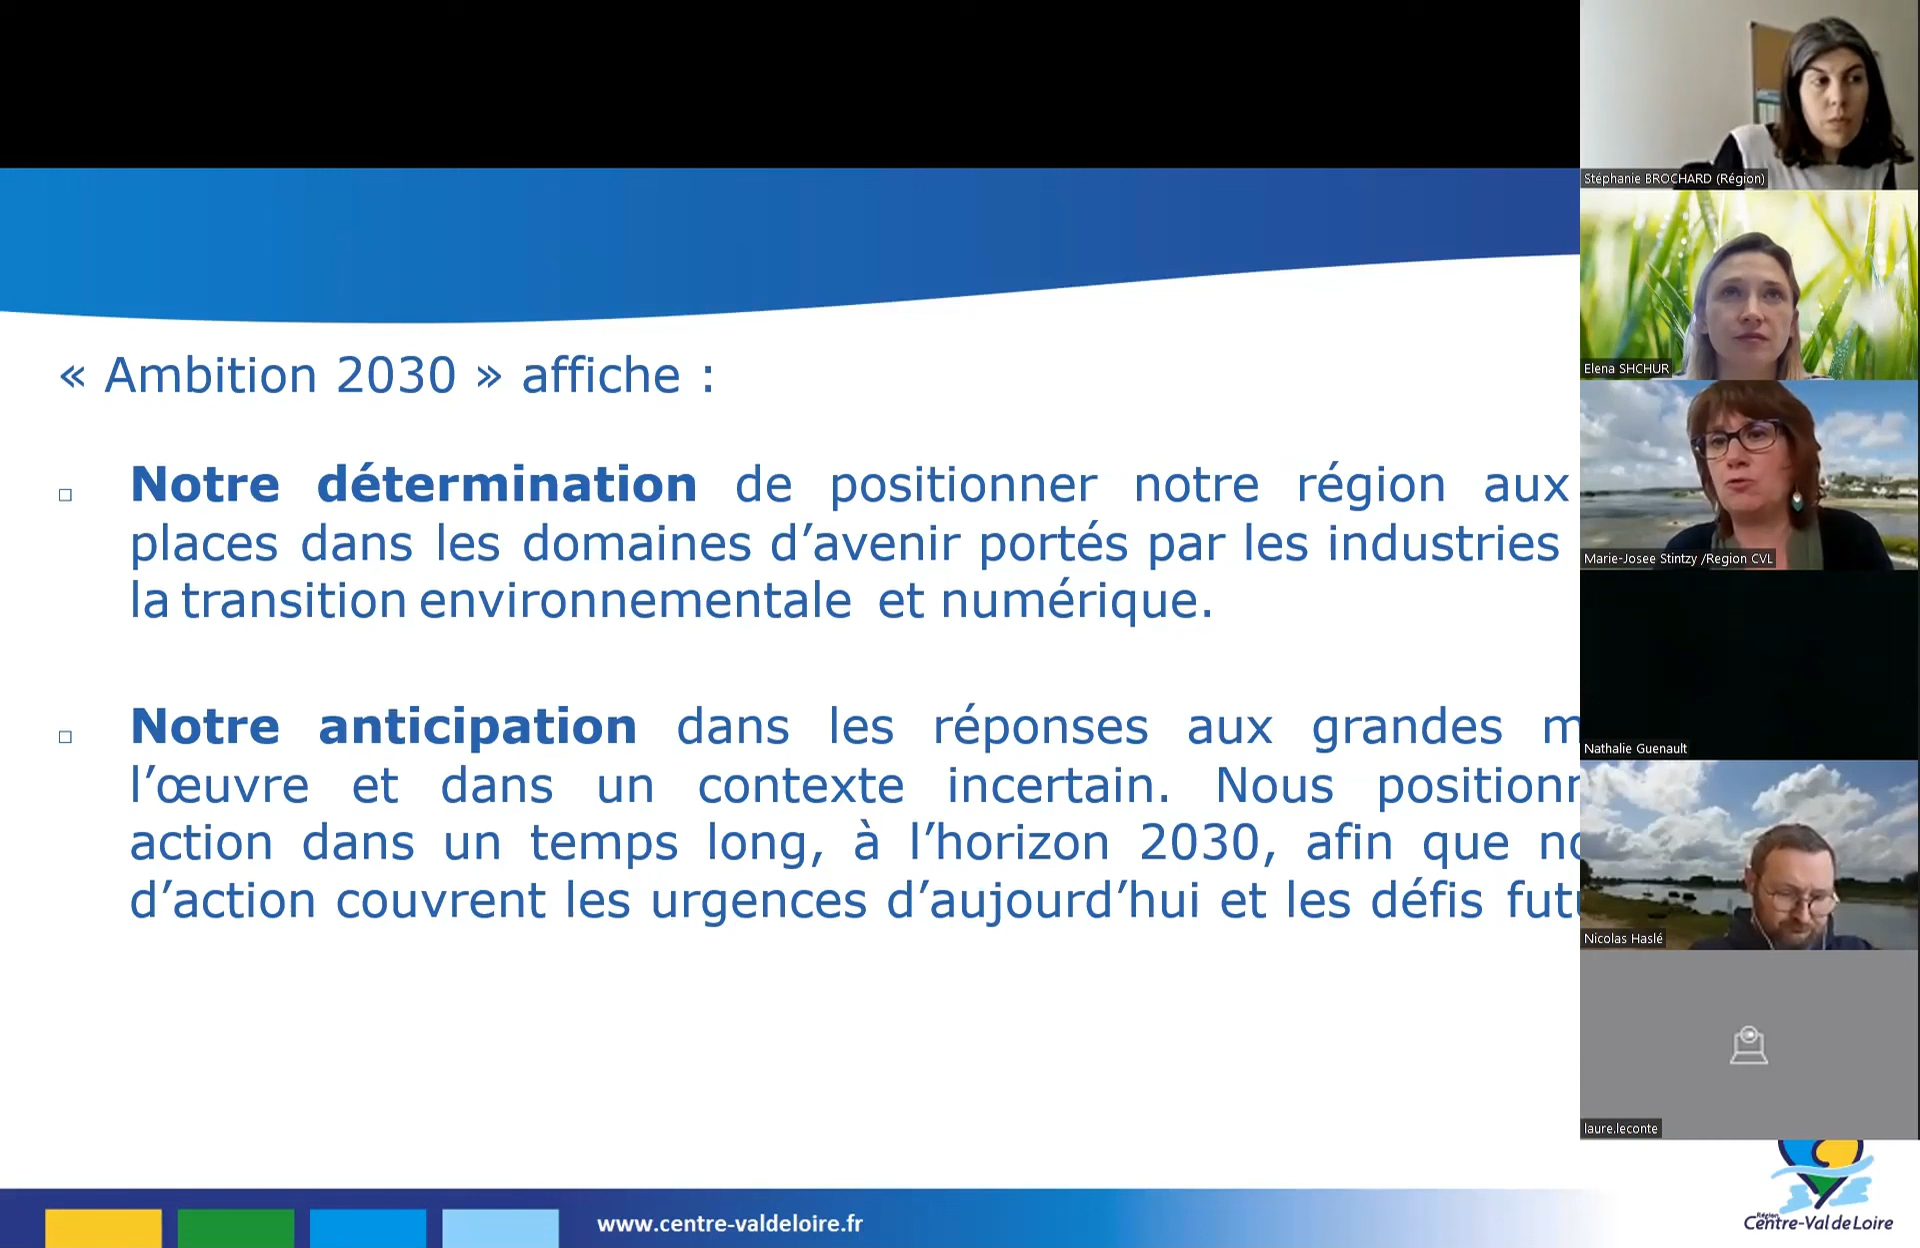 « Ambition 2030 » affiche :
Notre détermination de positionner notre région aux
places dans les domaines d’avenir portés par les industries
la transition environnementale et numérique.
Notre anticipation dans les réponses aux grandes
l’œuvre et dans un contexte incertain. Nous
action dans un temps long, à l’horizon 2030, afin que
d’action couvrent les urgences d’aujourd’hui et les défis
www.centre-valdeloire.fr
Stéphanie BROCHARD (Région)
Elena SHCHUR
Marie-Josee Stintzy /Region CVL
Nathalie Guenault
Nicolas Haslé
laure.leconte
Région
Centre-Val de Loire